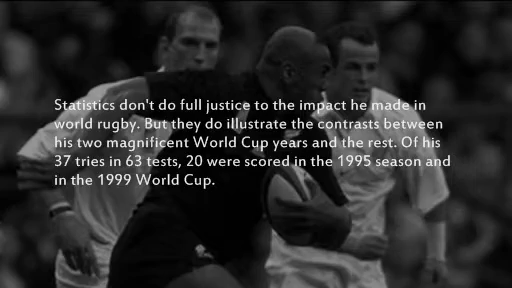 Statistics don't do full justice to the impact he made in
world rugby. But they do illustrate the contrasts between
his two magnificent World Cup years and the rest. Of his
37 tries in 63 tests, 20 were scored in the 1995 season and
in the 1999 World Cup.